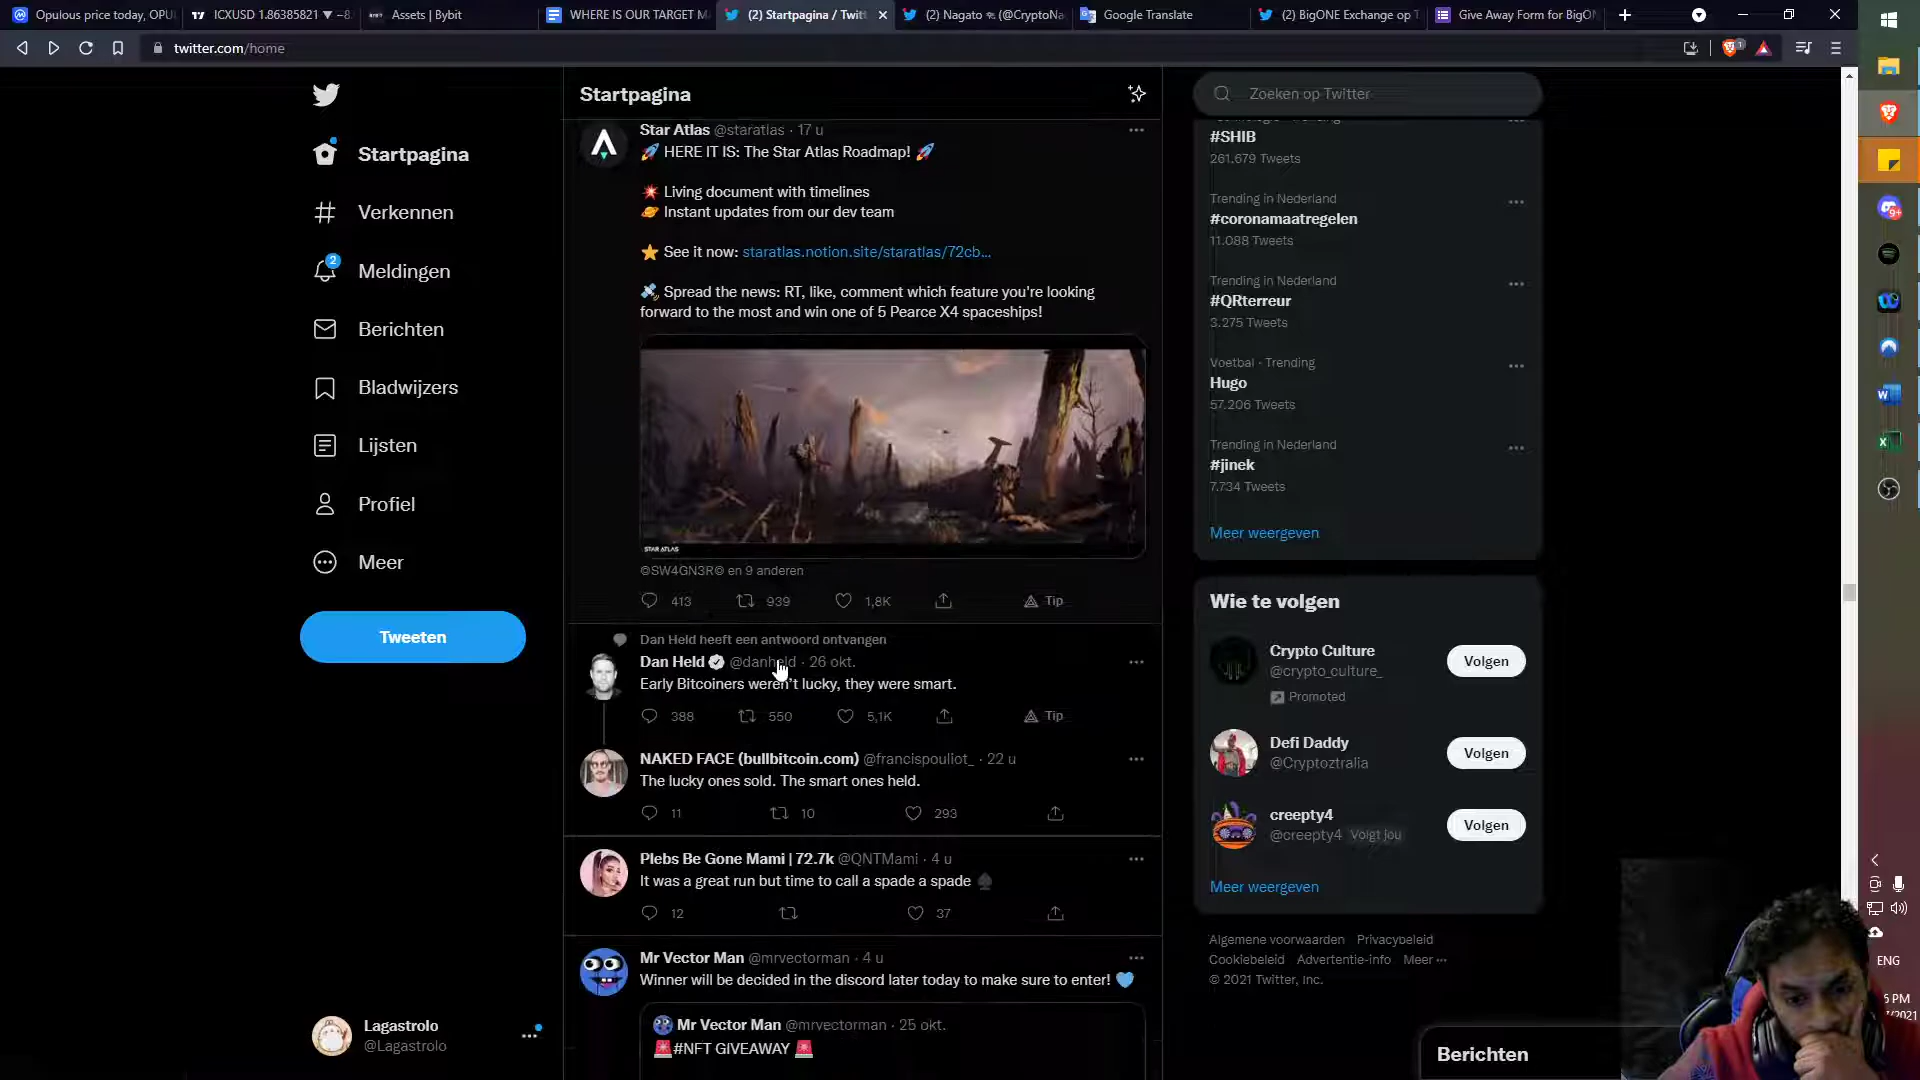 Opulous price today, OPU
ICXUSD 1.86385821 ▼ −8.
Assets | Bybit
WHERE IS OUR TARGET M
(2) Startpagina / Twitt
(2) Nagato
(@CryptoNa
Google Translate
(2) BigONE Exchange op T
Give Away Form for BigON
twitter.com/home
Startpagina
Verkennen
2
Meldingen
Berichten
Bladwijzers
Lijsten
Profiel
Meer
Tweeten
Lagastrolo
@Lagastrolo
Startpagina
Star Atlas @staratlas · 17 u
🚀 HERE IT IS: The Star Atlas Roadmap! 🚀
💥 Living document with timelines
🪐 Instant updates from our dev team
⭐ See it now: staratlas.notion.site/staratlas/72cb...
🛰️ Spread the news: RT, like, comment which feature you're looking
forward to the most and win one of 5 Pearce X4 spaceships!
STAR ATLAS
©SW4GN3R© en 9 anderen
413 939 1,8K Tip
Dan Held heeft een antwoord ontvangen
Dan Held @danheld · 26 okt.
Early Bitcoiners weren't lucky, they were smart.
388 550 5,1K Tip
NAKED FACE (bullbitcoin.com) @francispouliot_ · 22 u
The lucky ones sold. The smart ones held.
11 10 293
Plebs Be Gone Mami | 72.7k @QNTMami · 4 u
It was a great run but time to call a spade a spade ♠
12 37
Mr Vector Man @mrvectorman · 4 u
Winner will be decided in the discord later today to make sure to enter! 💙
Mr Vector Man @mrvectorman · 25 okt.
🚨#NFT GIVEAWAY 🚨
Zoeken op Twitter
#SHIB
261.679 Tweets
Trending in Nederland
#coronamaatregelen
11.088 Tweets
Trending in Nederland
#QRterreur
3.275 Tweets
Voetbal · Trending
Hugo
57.206 Tweets
Trending in Nederland
#jinek
7.734 Tweets
Meer weergeven
Wie te volgen
Crypto Culture
@crypto_culture_
Promoted
Volgen
Defi Daddy
@Cryptoztralia
Volgen
creepty4
@creepty4 Volgt jou
Volgen
Meer weergeven
Algemene voorwaarden Privacybeleid
Cookiebeleid Advertentie-info Meer ···
© 2021 Twitter, Inc.
Berichten
9+
ENG
5 PM
/2021